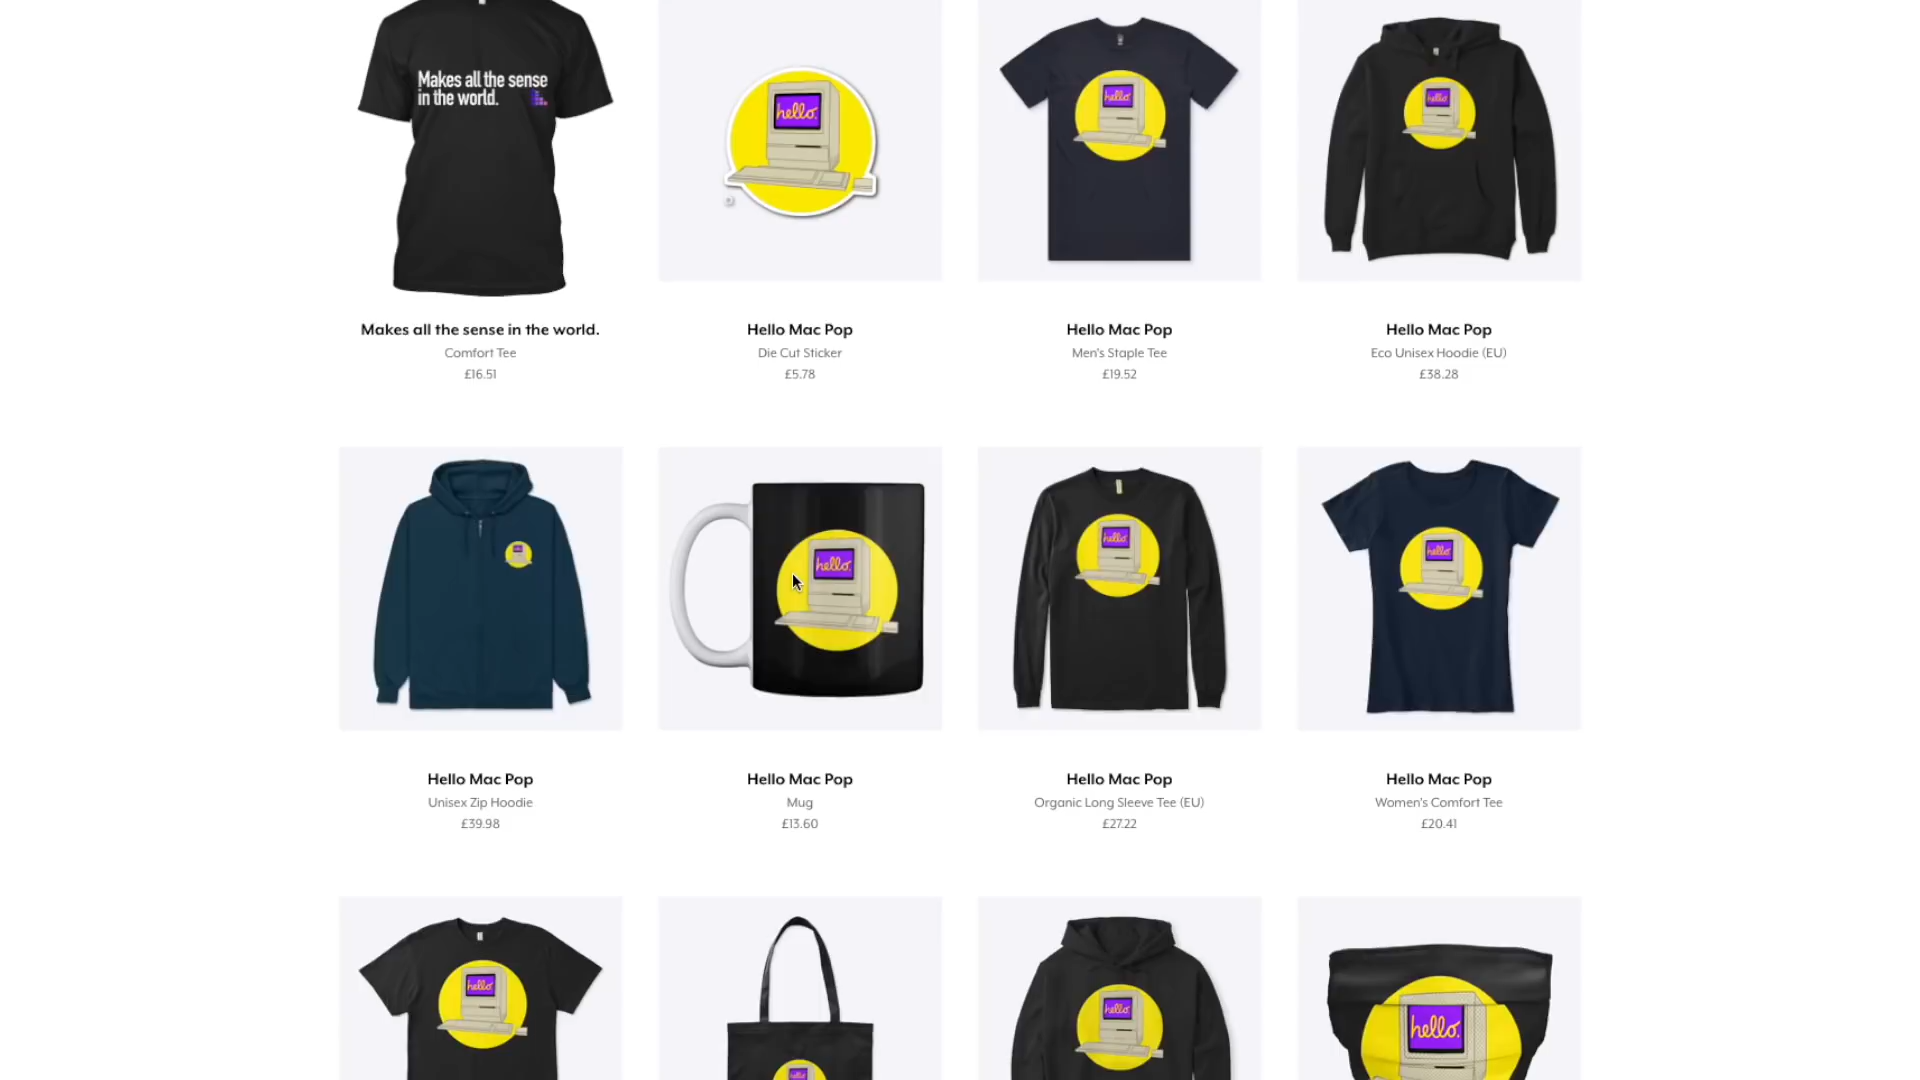 Makes all the sense
in the world.
hello.
hello.
hello.
Makes all the sense in the world.
Comfort Tee
£16.51
Hello Mac Pop
Die Cut Sticker
£5.78
Hello Mac Pop
Men's Staple Tee
£19.52
Hello Mac Pop
Eco Unisex Hoodie (EU)
£38.28
hello.
hello.
hello.
Hello Mac Pop
Unisex Zip Hoodie
£39.98
Hello Mac Pop
Mug
£13.60
Hello Mac Pop
Organic Long Sleeve Tee (EU)
£27.22
Hello Mac Pop
Women's Comfort Tee
£20.41
hello.
hello.
hello.
hello.